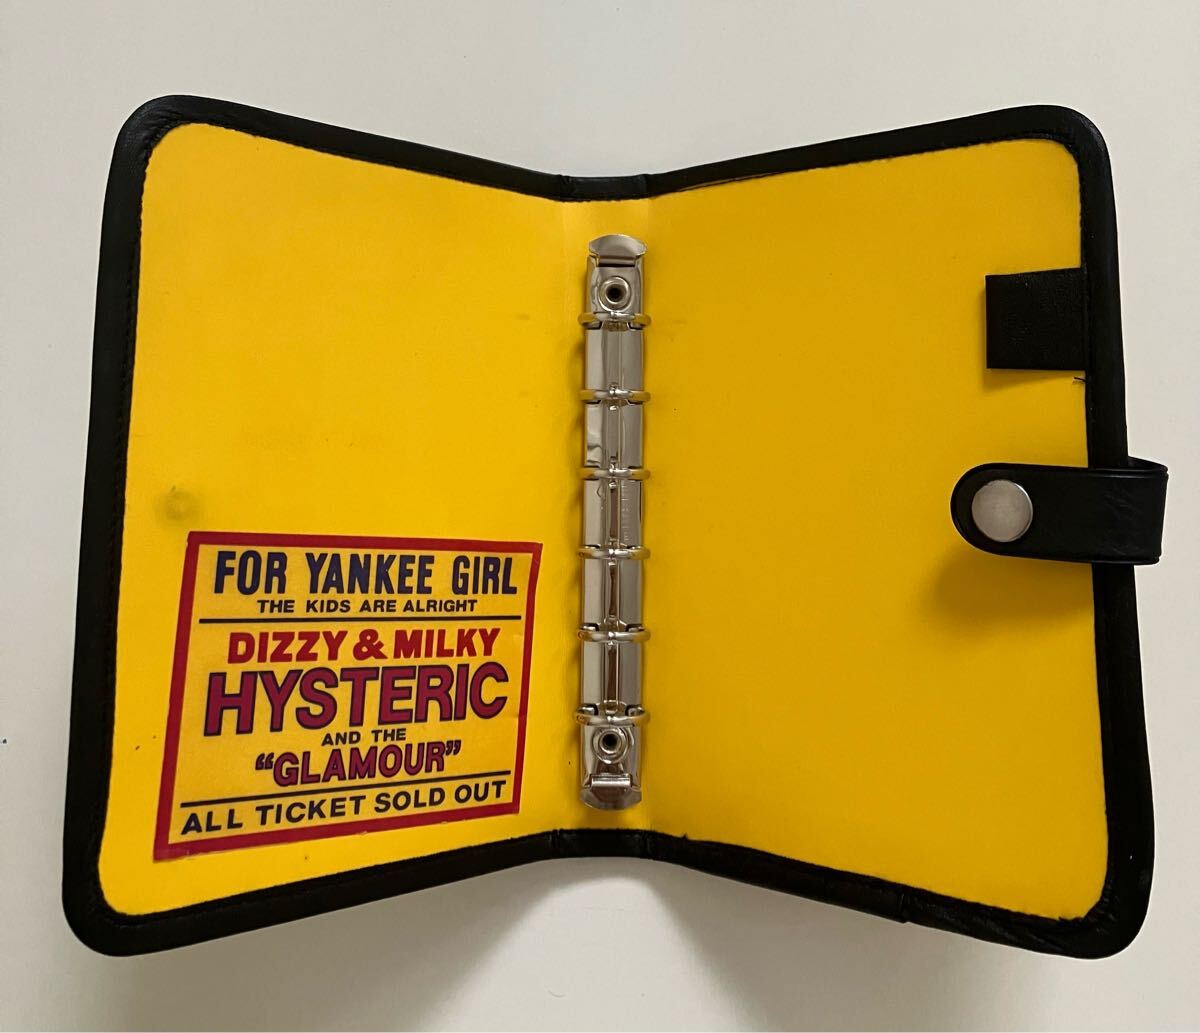 FOR YANKEE GIRL
THE KIDS ARE ALRIGHT
DIZZY & MILKY
HYSTERIC
AND THE
“GLAMOUR”
ALL TICKET SOLD OUT